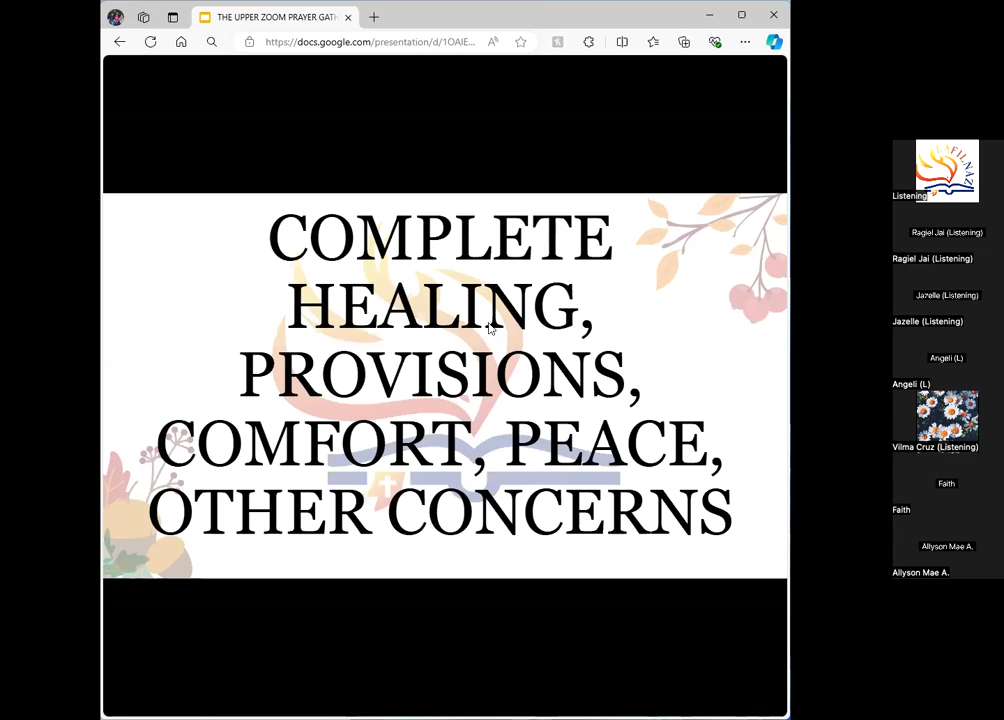 THE UPPER ZOOM PRAYER GATH
https://docs.google.com/presentation/d/1OAIE...
COMPLETE
HEALING,
PROVISIONS,
COMFORT, PEACE,
OTHER CONCERNS
FILNAZ
Listening
Ragiel Jai (Listening)
Ragiel Jai (Listening)
Jazelle (Listening)
Jazelle (Listening)
Angeli (L)
Angeli (L)
Vilma Cruz (Listening)
Faith
Faith
Allyson Mae A.
Allyson Mae A.